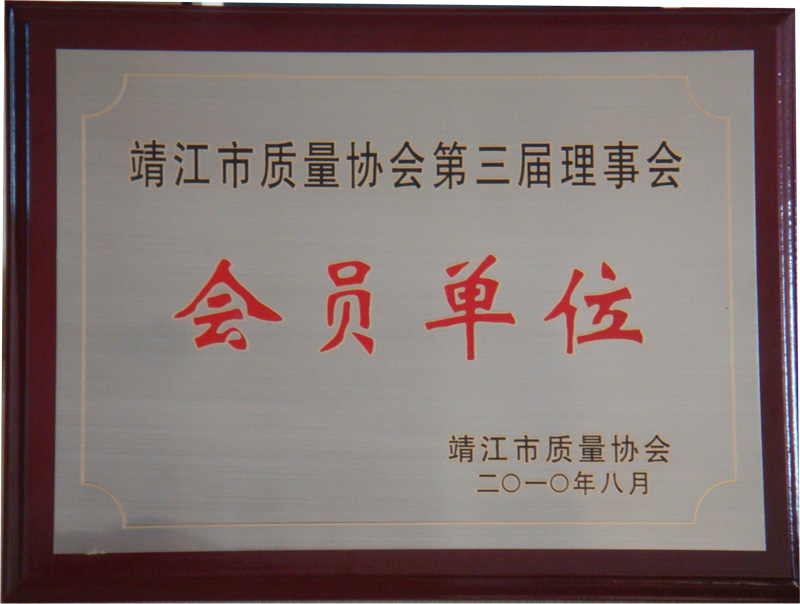 靖江市质量协会第三届理事会
会员单位
靖江市质量协会
二〇一〇年八月